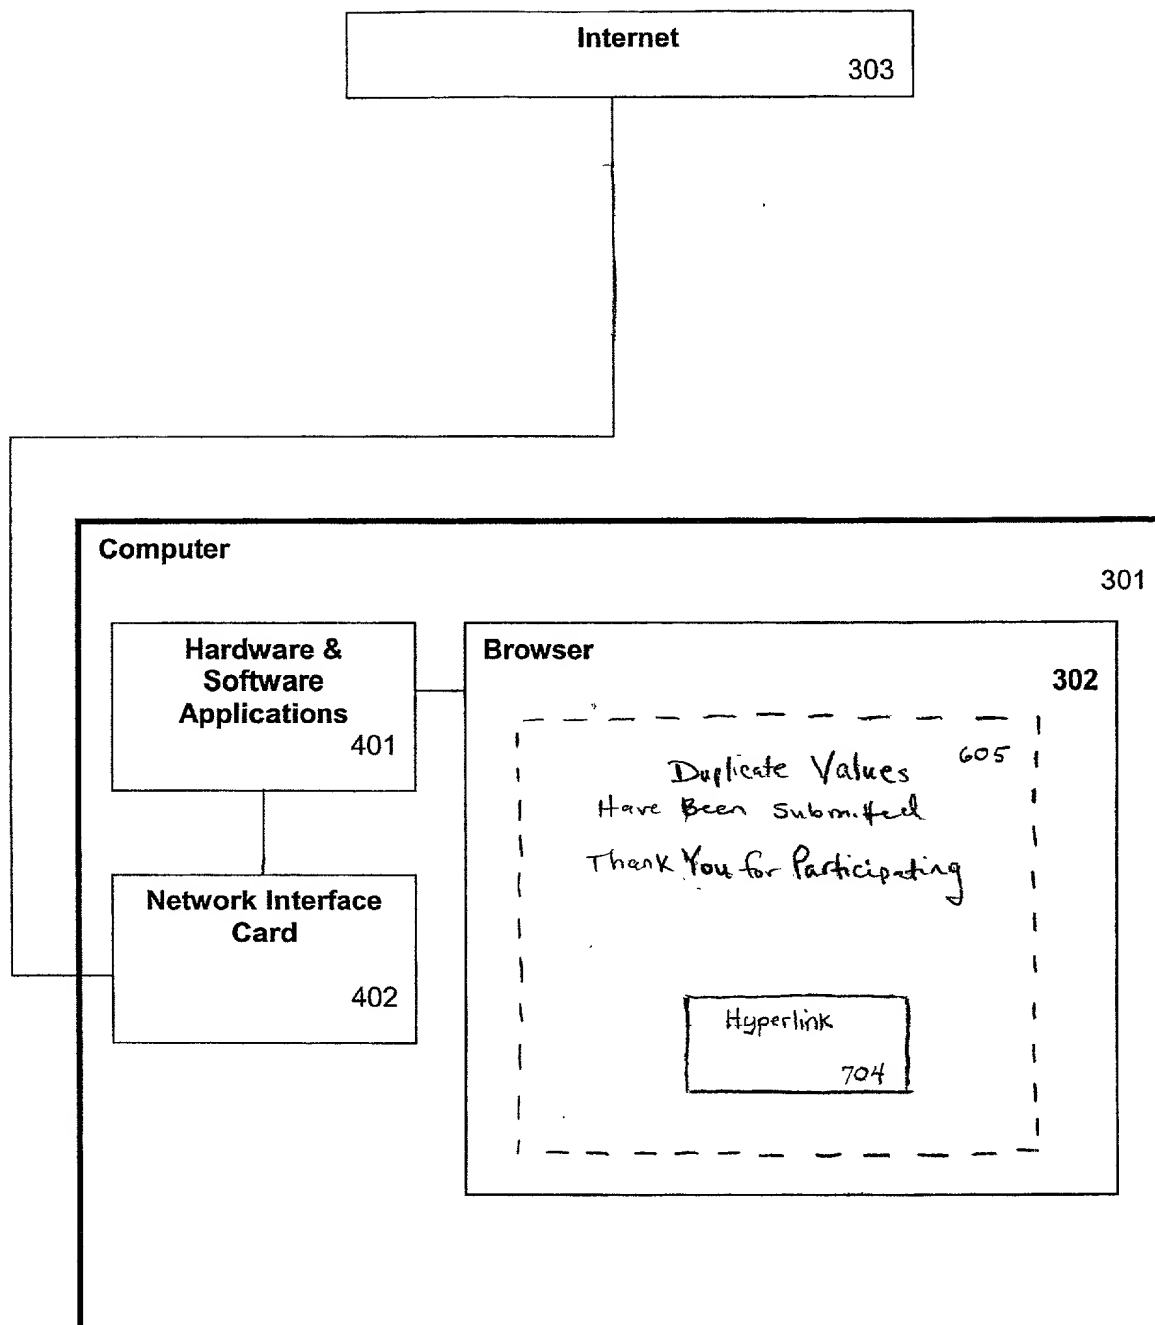 Internet
303
Computer
301
Hardware &
Software
Applications
401
Browser
302
605
Duplicate Values
Have Been Submitted
Thank You for Participating
Network Interface
Card
402
Hyperlink
704